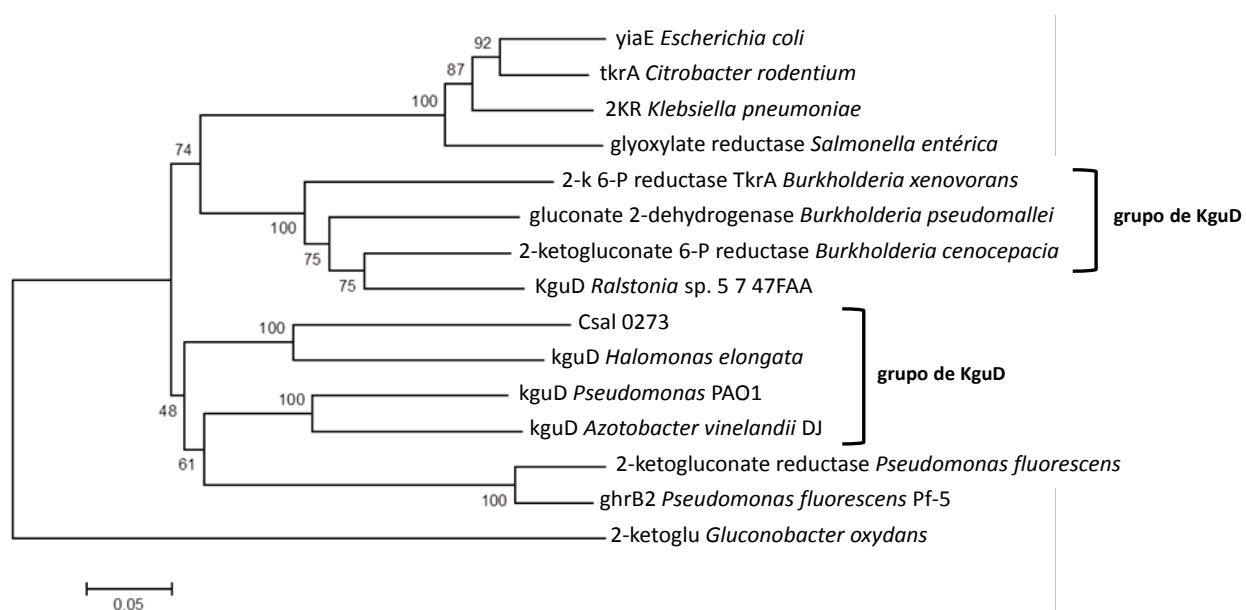 92
yiaE Escherichia coli
87
tkrA Citrobacter rodentium
100
2KR Klebsiella pneumoniae
74
glyoxylate reductase Salmonella entérica
2-k 6-P reductase TkrA Burkholderia xenovorans
100
gluconate 2-dehydrogenase Burkholderia pseudomallei
grupo de KguD
75
2-ketogluconate 6-P reductase Burkholderia cenocepacia
75
KguD Ralstonia sp. 5 7 47FAA
100
Csal 0273
kguD Halomonas elongata
grupo de KguD
48
100
kguD Pseudomonas PAO1
kguD Azotobacter vinelandii DJ
61
2-ketogluconate reductase Pseudomonas fluorescens
100
ghrB2 Pseudomonas fluorescens Pf-5
2-ketoglu Gluconobacter oxydans
0.05